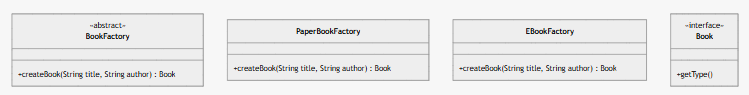 «abstract»
BookFactory
+createBook(String title, String author) : Book
PaperBookFactory
+createBook(String title, String author) : Book
EBookFactory
+createBook(String title, String author) : Book
«interface»
Book
+getType()